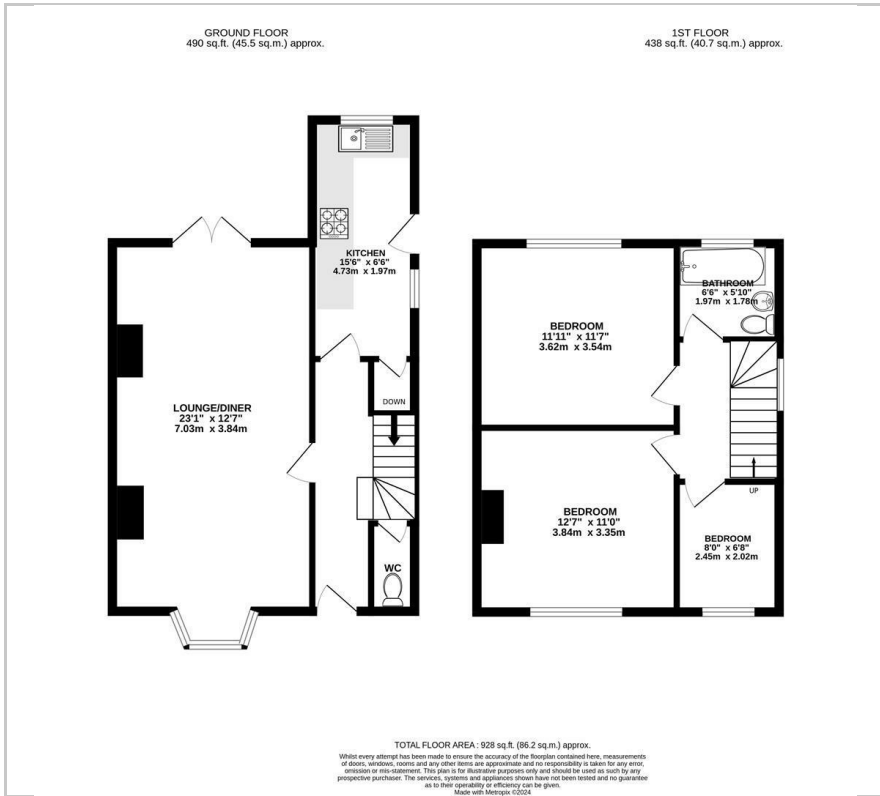 GROUND FLOOR
490 sq.ft. (45.5 sq.m.) approx.
1ST FLOOR
438 sq.ft. (40.7 sq.m.) approx.
KITCHEN
15'6" x 6'6"
4.73m x 1.97m
LOUNGE/DINER
23'1" x 12'7"
7.03m x 3.84m
DOWN
WC
BATHROOM
6'6" x 5'10"
1.97m x 1.78m
BEDROOM
11'11" x 11'7"
3.62m x 3.54m
BEDROOM
12'7" x 11'0"
3.84m x 3.35m
UP
BEDROOM
8'0" x 6'8"
2.45m x 2.02m
TOTAL FLOOR AREA : 928 sq.ft. (86.2 sq.m.) approx.
Whilst every attempt has been made to ensure the accuracy of the floorplan contained here, measurements
of doors, windows, rooms and any other items are approximate and no responsibility is taken for any error,
omission or mis-statement. This plan is for illustrative purposes only and should be used as such by any
prospective purchaser. The services, systems and appliances shown have not been tested and no guarantee
as to their operability or efficiency can be given.
Made with Metropix ©2024